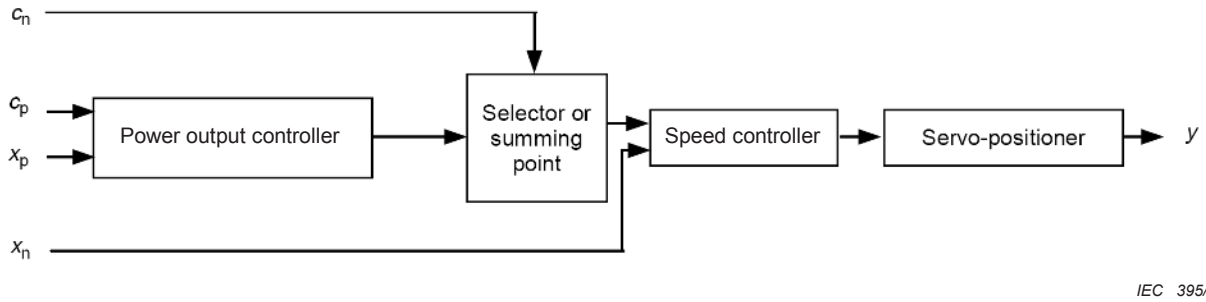 cn
cp
Power output controller
xp
Selector or
summing
point
Speed controller
Servo-positioner
y
xn
IEC 395/